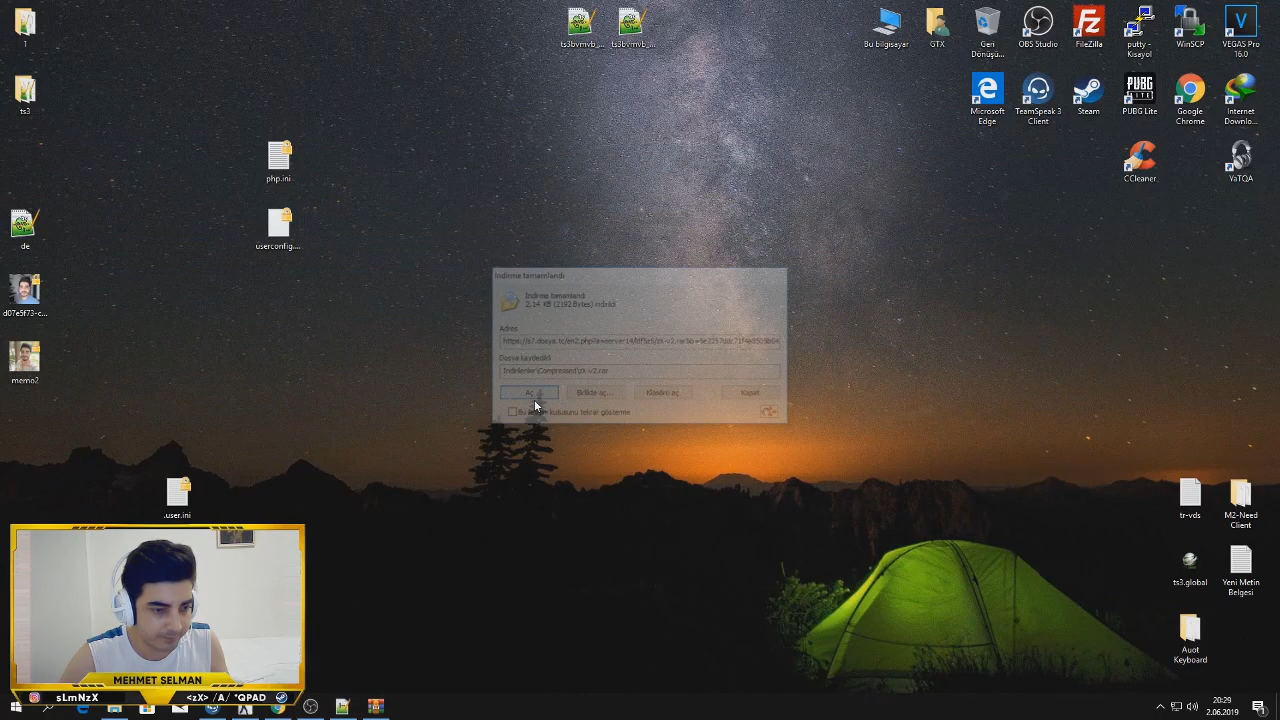 1
ts3
php.ini
userconfig....
de
d07e5f73-c...
memo2
.user.ini
ts3bvmvb_...
ts3bvmvb_...
Bu bilgisayar
GTX
Geri
Dönüşü...
OBS Studio
FileZilla
putty -
Kısayol
WinSCP
VEGAS Pro
16.0
Microsoft
Edge
TeamSpeak 3
Client
Steam
PUBG Lite
Google
Chrome
Internet
Downlo...
CCleaner
YaTQA
İndirme tamamlandı
İndirme tamamlandı
2,14 KB (2192 Bytes) indirildi
Adres
Dosya kaydedildi
İndirilenler\Compressed\zX-v2.rar
Aç
Birlikte aç...
Klasörü aç
Kapat
kutusunu tekrar gösterme
tr-vds
M2-Need
Client
ts3.global
Yeni Metin
Belgesi
Auot
Keyboard
MEHMET SELMAN
sLmNzX
<zX> /A/ *QPAD
20:29
2.06.2019